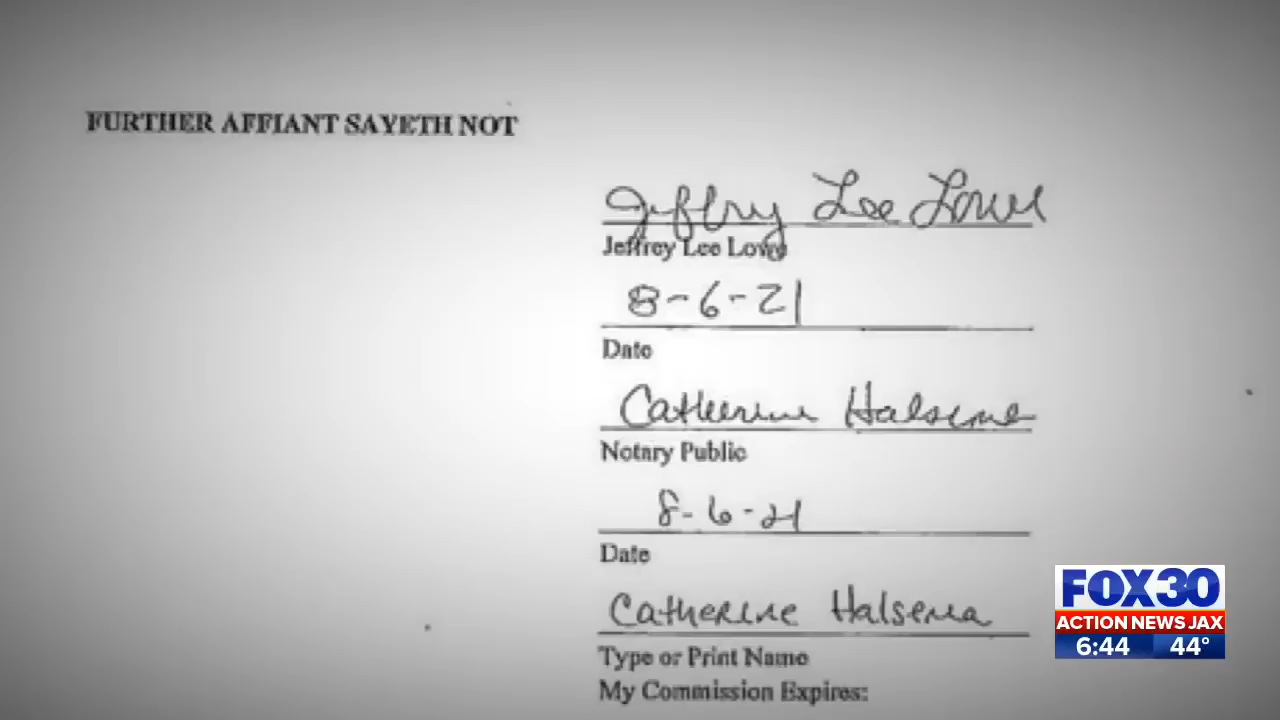 FURTHER AFFIANT SAYETH NOT
Jeffry Lee Lowe
Jeffrey Lee Lowe
8-6-21
Date
Catherine Halsema
Notary Public
8-6-21
Date
Catherine Halsema
Type or Print Name
My Commission Expires:
FOX30
ACTION NEWS JAX
6:44 44°